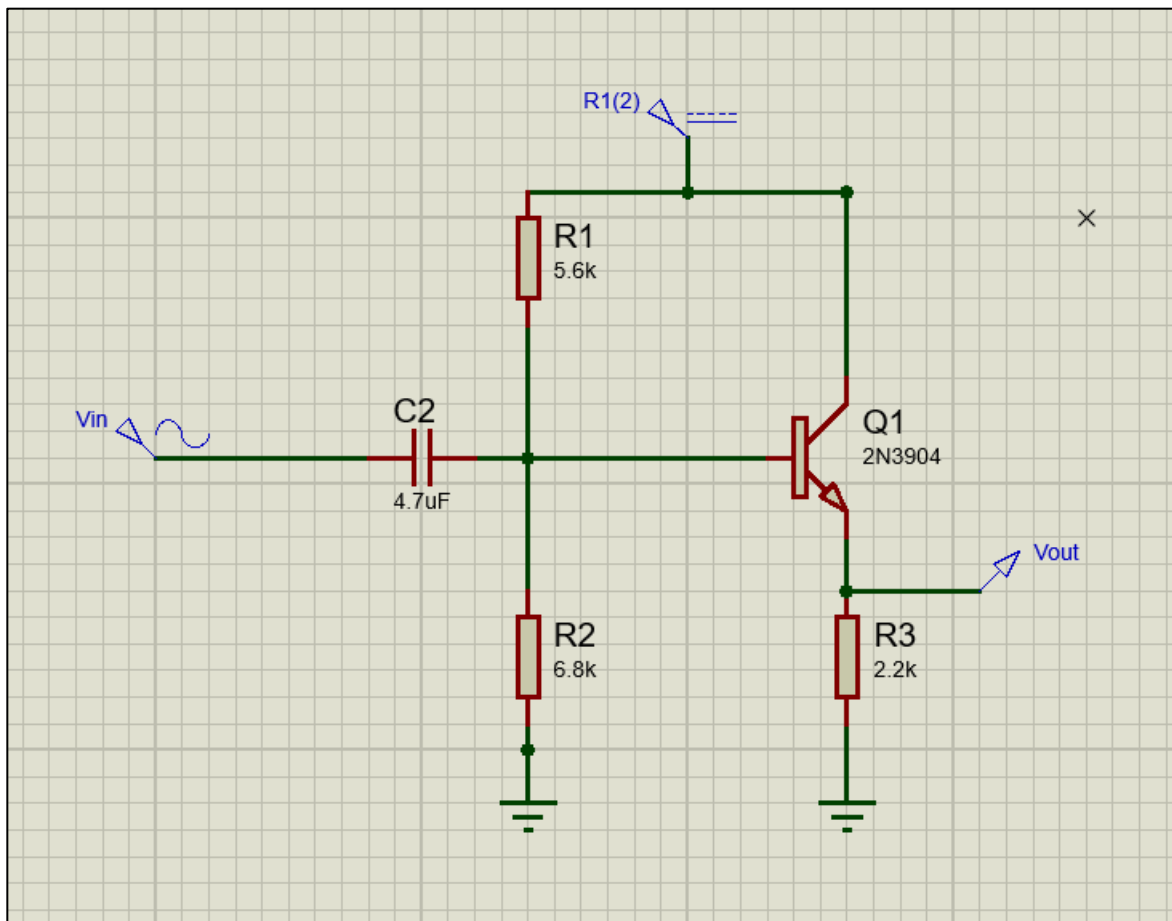 R1(2)
R1
5.6k
Vin
C2
4.7uF
Q1
2N3904
Vout
R2
6.8k
R3
2.2k